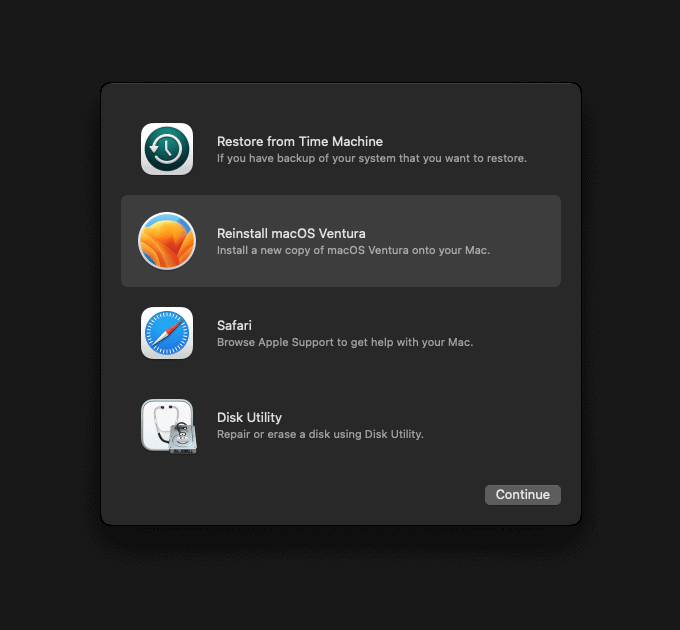 Restore from Time Machine
If you have backup of your system that you want to restore.
Reinstall macOS Ventura
Install a new copy of macOS Ventura onto your Mac.
Safari
Browse Apple Support to get help with your Mac.
Disk Utility
Repair or erase a disk using Disk Utility.
Continue